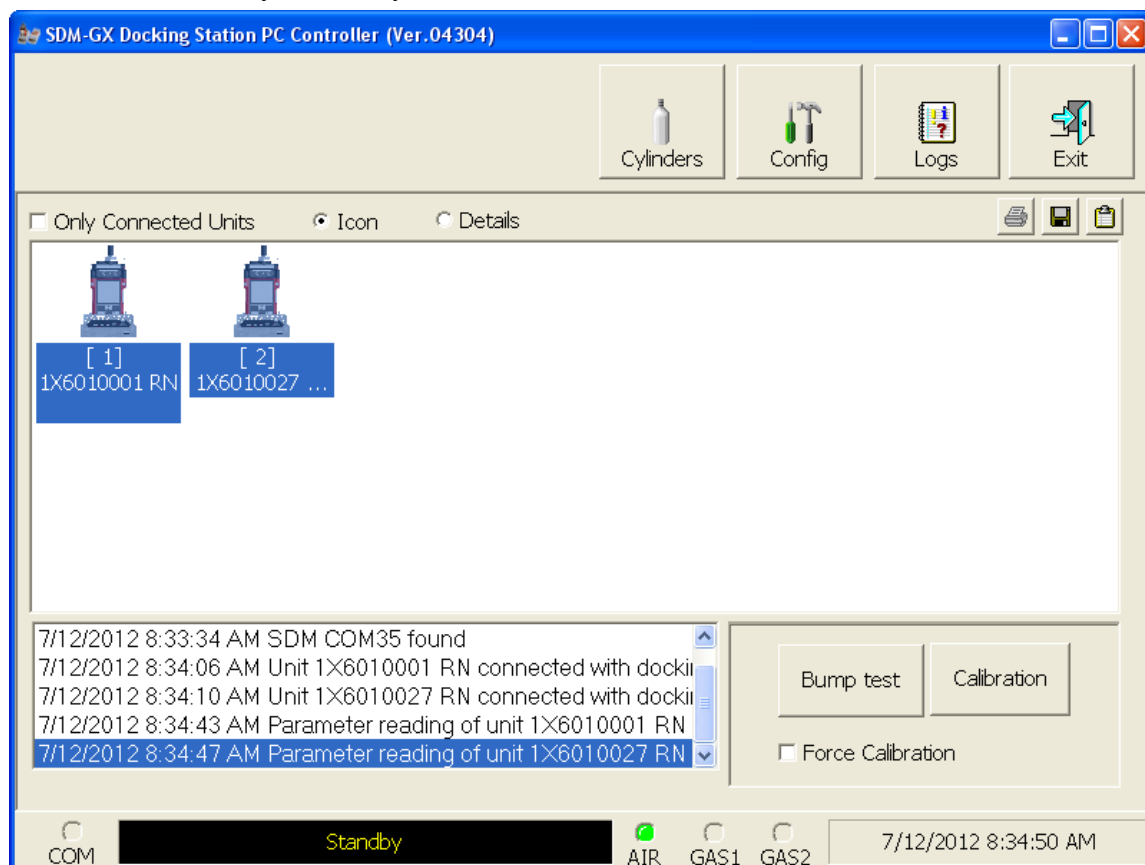 SDM-GX Docking Station PC Controller (Ver.04304)
Cylinders Config Logs Exit
Only Connected Units Icon Details
[ 1] [ 2]
1X6010001 RN 1X6010027 ...
7/12/2012 8:33:34 AM SDM COM35 found
7/12/2012 8:34:06 AM Unit 1X6010001 RN connected with docki
7/12/2012 8:34:10 AM Unit 1X6010027 RN connected with docki
7/12/2012 8:34:43 AM Parameter reading of unit 1X6010001 RN
7/12/2012 8:34:47 AM Parameter reading of unit 1X6010027 RN
Bump test Calibration
Force Calibration
COM Standby AIR GAS1 GAS2 7/12/2012 8:34:50 AM